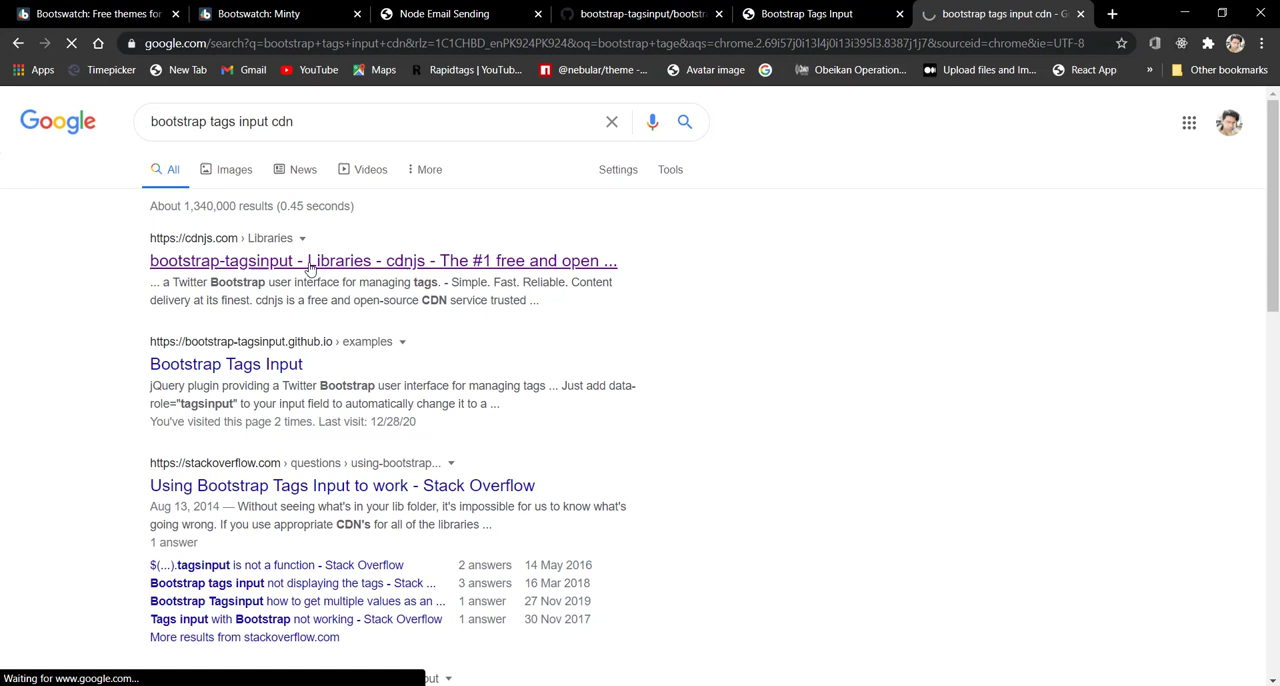 Bootswatch: Free themes for
Bootswatch: Minty
Node Email Sending
bootstrap-tagsinput/bootstr
Bootstrap Tags Input
bootstrap tags input cdn - G
google.com/search?q=bootstrap+tags+input+cdn&rlz=1C1CHBD_enPK924PK924&oq=bootstrap+tage&aqs=chrome.2.69i57j0i13l4j0i13i395l3.8387j1j7&sourceid=chrome&ie=UTF-8
Apps
Timepicker
New Tab
Gmail
YouTube
Maps
Rapidtags | YouTub...
@nebular/theme -...
Avatar image
Obeikan Operation...
Upload files and Im...
React App
»
Other bookmarks
Google
bootstrap tags input cdn
All
Images
News
Videos
More
Settings
Tools
About 1,340,000 results (0.45 seconds)
https://cdnjs.com › Libraries
bootstrap-tagsinput - Libraries - cdnjs - The #1 free and open ...
... a Twitter Bootstrap user interface for managing tags. - Simple. Fast. Reliable. Content
delivery at its finest. cdnjs is a free and open-source CDN service trusted ...
https://bootstrap-tagsinput.github.io › examples
Bootstrap Tags Input
jQuery plugin providing a Twitter Bootstrap user interface for managing tags ... Just add data-
role="tagsinput" to your input field to automatically change it to a ...
You've visited this page 2 times. Last visit: 12/28/20
https://stackoverflow.com › questions › using-bootstrap...
Using Bootstrap Tags Input to work - Stack Overflow
Aug 13, 2014 — Without seeing what's in your lib folder, it's impossible for us to know what's
going wrong. If you use appropriate CDN's for all of the libraries ...
1 answer
$(...).tagsinput is not a function - Stack Overflow 2 answers 14 May 2016
Bootstrap tags input not displaying the tags - Stack ... 3 answers 16 Mar 2018
Bootstrap Tagsinput how to get multiple values as an ... 1 answer 27 Nov 2019
Tags input with Bootstrap not working - Stack Overflow 1 answer 30 Nov 2017
More results from stackoverflow.com
Waiting for www.google.com...